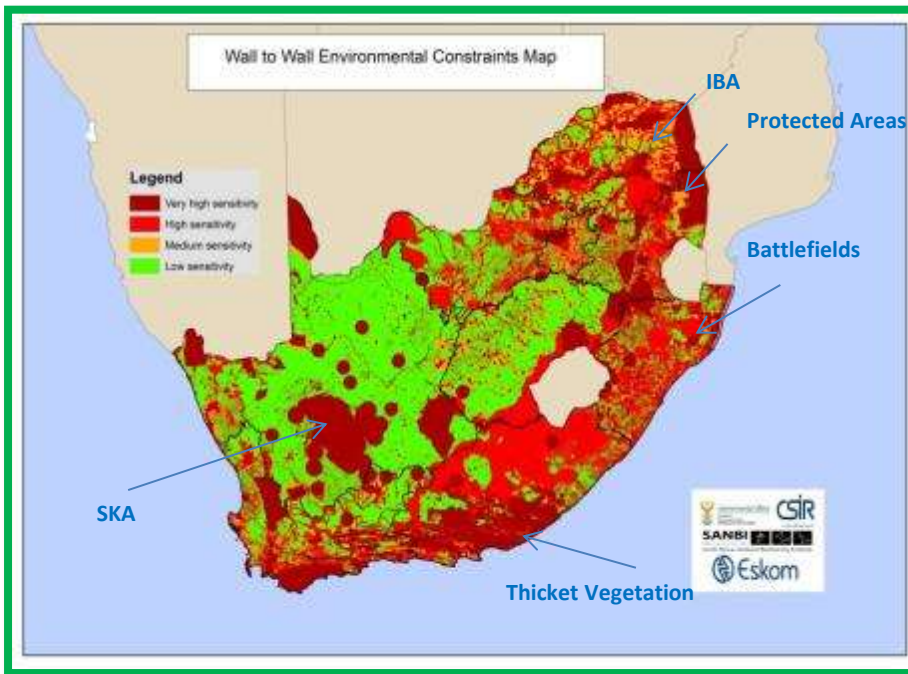 Wall to Wall Environmental Constraints Map
IBA
Protected Areas
Legend
Very high sensitivity
High sensitivity
Medium sensitivity
Low sensitivity
Battlefields
SKA
CSIR
SANBI
Eskom
Thicket Vegetation